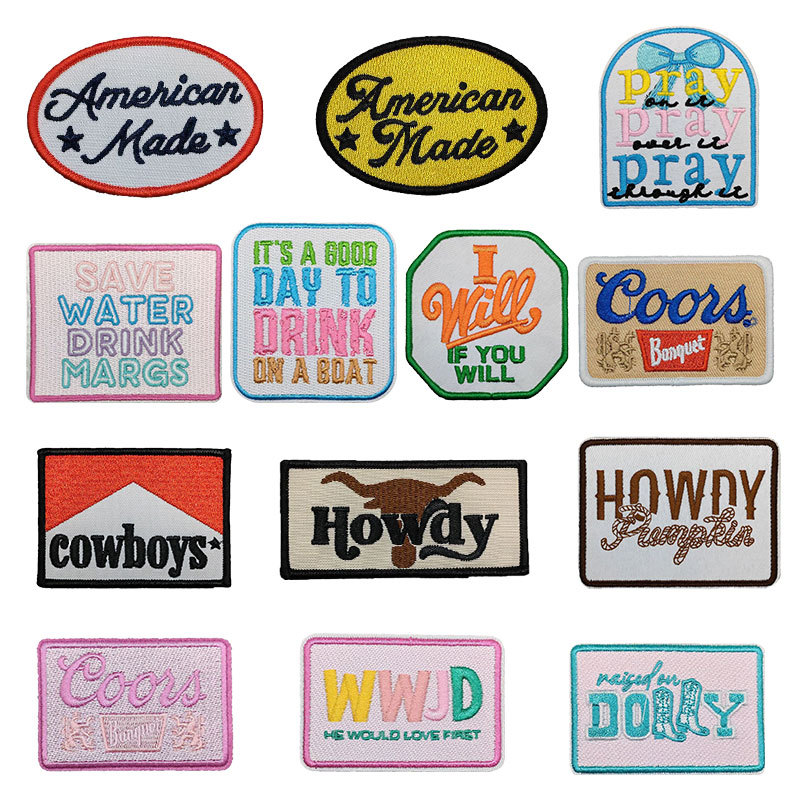 American
Made
American
Made
pray
on it
pray
over it
pray
through it
SAVE
WATER
DRINK
MARGS
IT'S A GOOD
DAY TO
DRINK
ON A BOAT
I
Will
IF YOU
WILL
Coors
Banquet
cowboys
Howdy
HOWDY
Pumpkin
Coors
Banquet
WWJD
HE WOULD LOVE FIRST
raised on
DOLLY